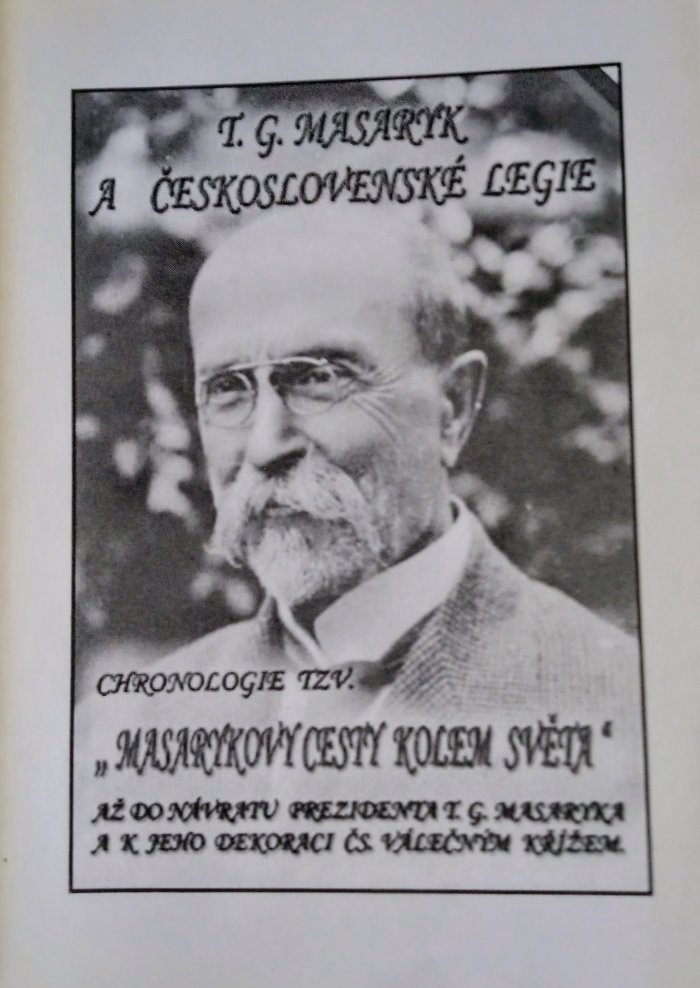 T. G. MASARYK
A ČESKOSLOVENSKÉ LEGIE
CHRONOLOGIE TZV.
„MASARYKOVY CESTY KOLEM SVĚTA“
AŽ DO NÁVRATU PREZIDENTA T. G. MASARYKA
A K JEHO DEKORACI ČS. VÁLEČNÝM KŘÍŽEM.